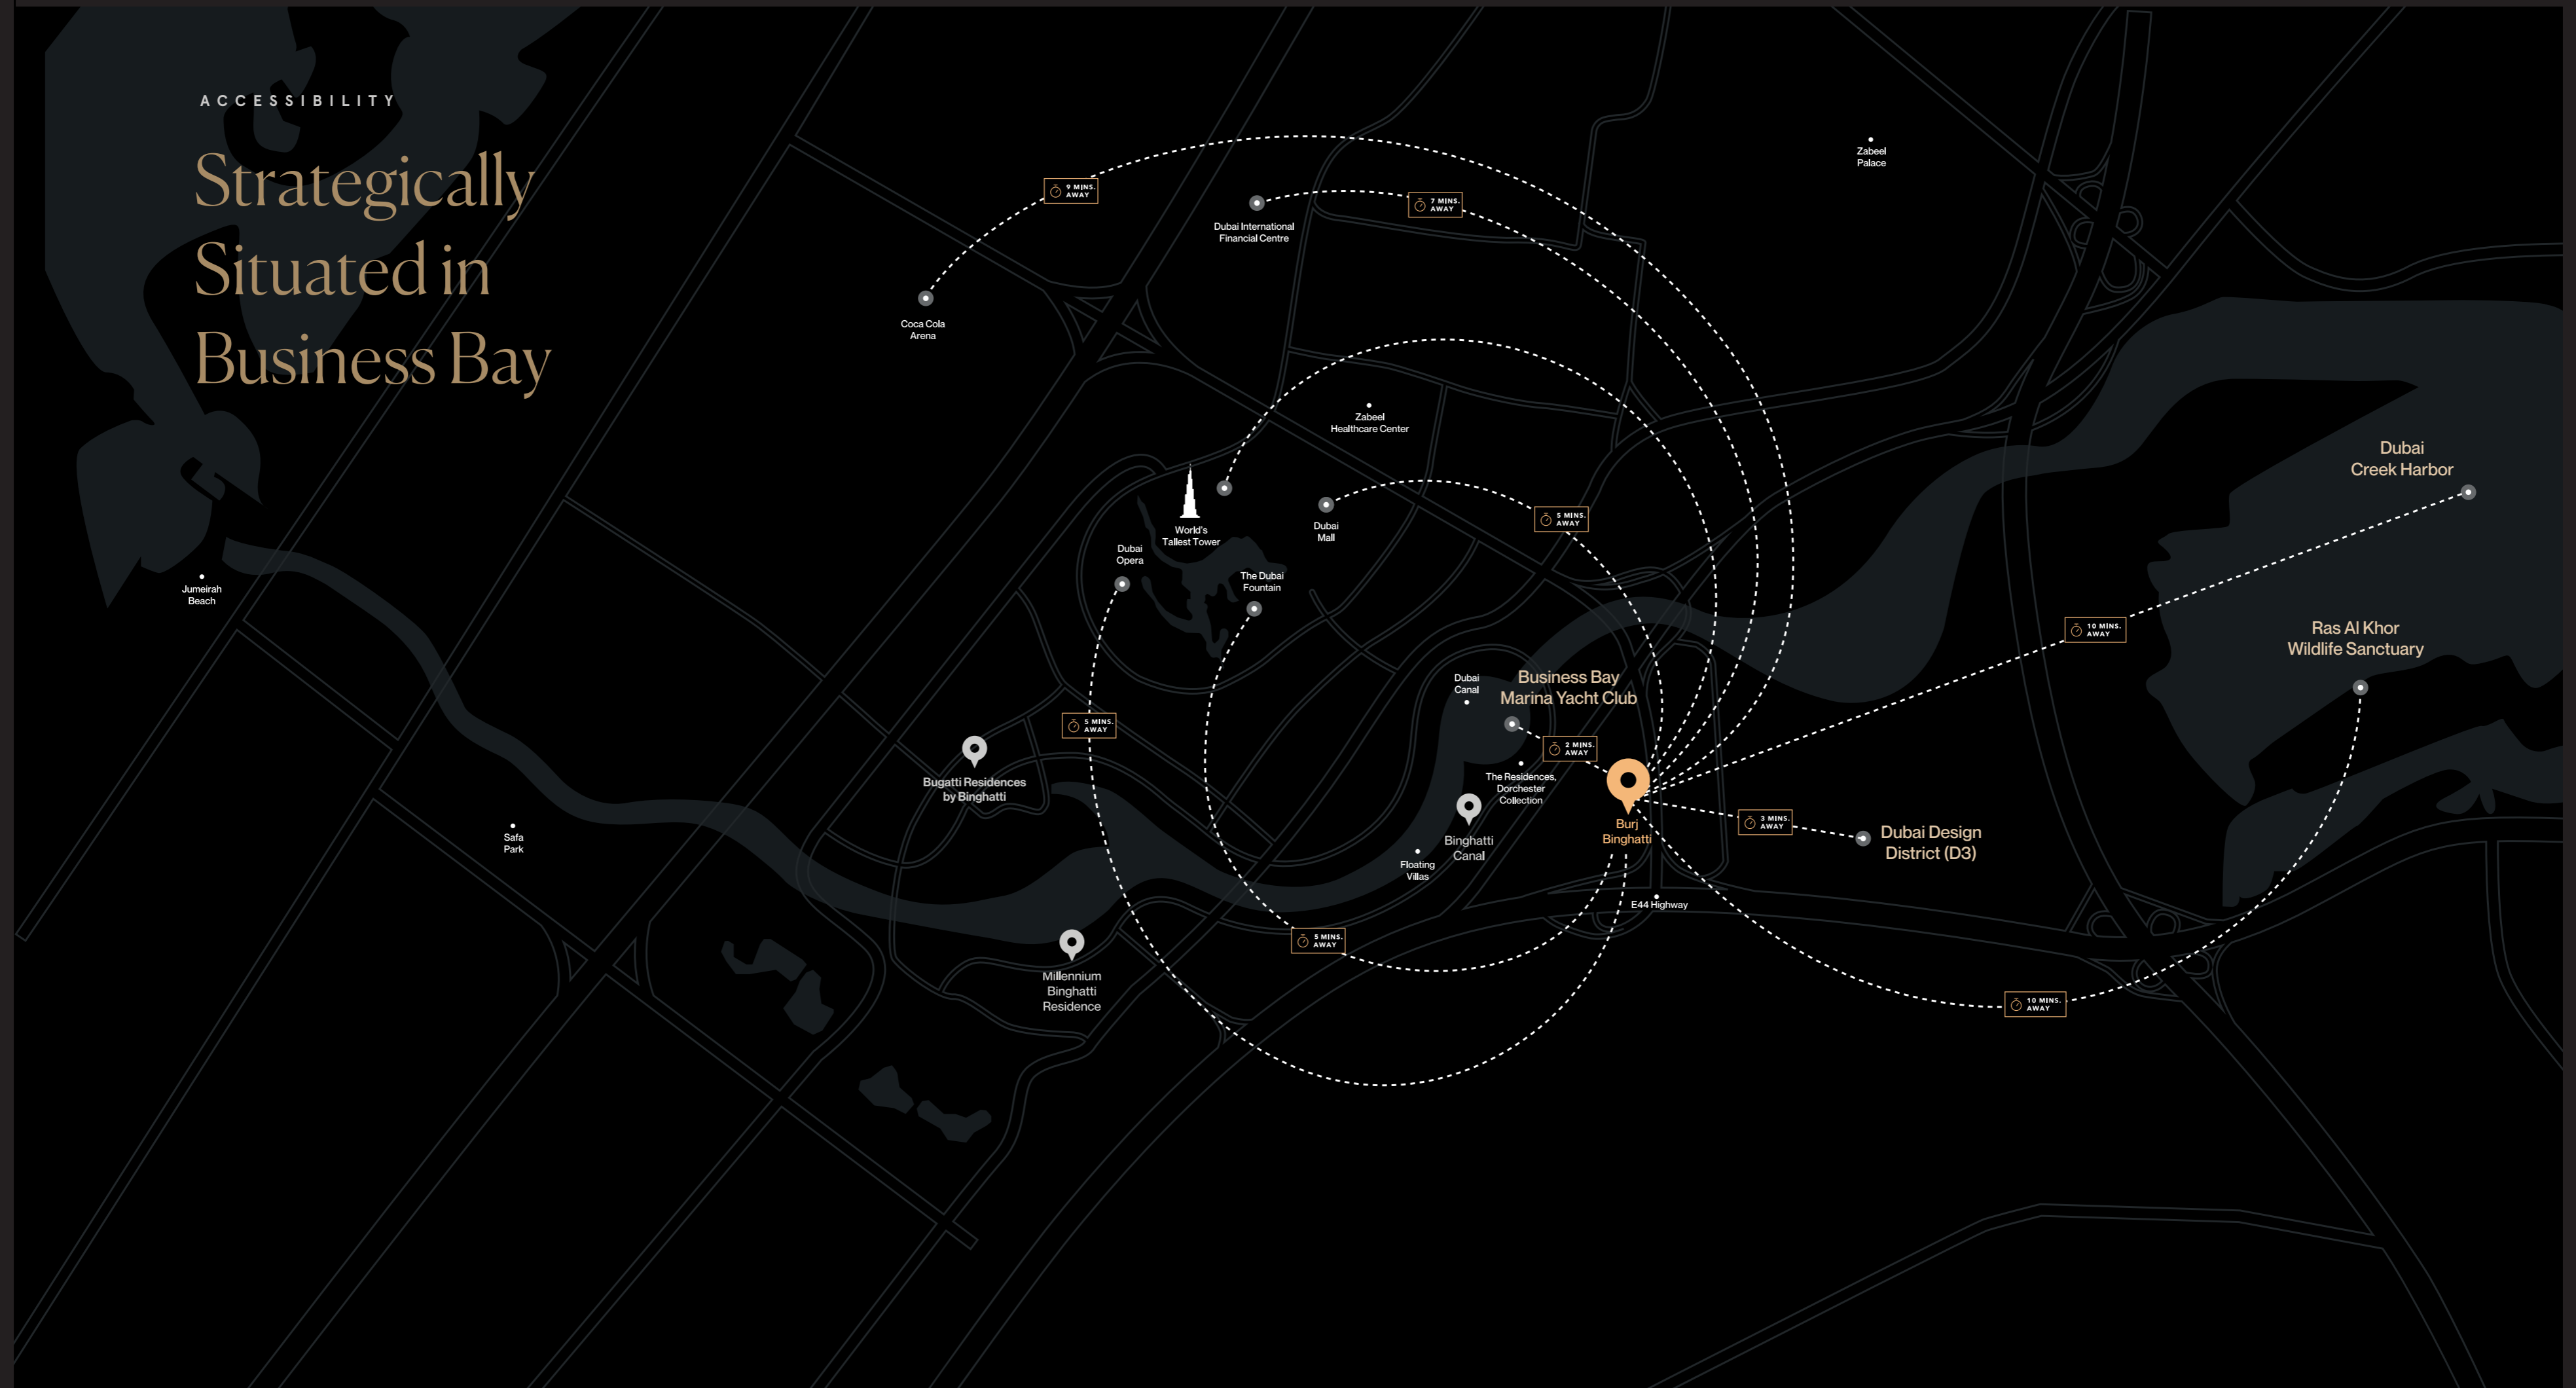 ACCESSIBILITY
Strategically
Situated in
Business Bay
Zabeel
Palace
9 MINS.
AWAY
7 MINS.
AWAY
Dubai International
Financial Centre
Coca Cola
Arena
Zabeel
Healthcare Center
Dubai
Creek Harbor
World's
Tallest Tower
Dubai
Mall
5 MINS.
AWAY
Dubai
Opera
The Dubai
Fountain
Jumeirah
Beach
10 MINS.
AWAY
Ras Al Khor
Wildlife Sanctuary
Dubai
Canal
Business Bay
Marina Yacht Club
5 MINS.
AWAY
2 MINS.
AWAY
Bugatti Residences
by Binghatti
The Residences,
Dorchester
Collection
Burj
Binghatti
3 MINS.
AWAY
Dubai Design
District (D3)
Safa
Park
Binghatti
Canal
Floating
Villas
E44 Highway
5 MINS.
AWAY
Millennium
Binghatti
Residence
10 MINS.
AWAY